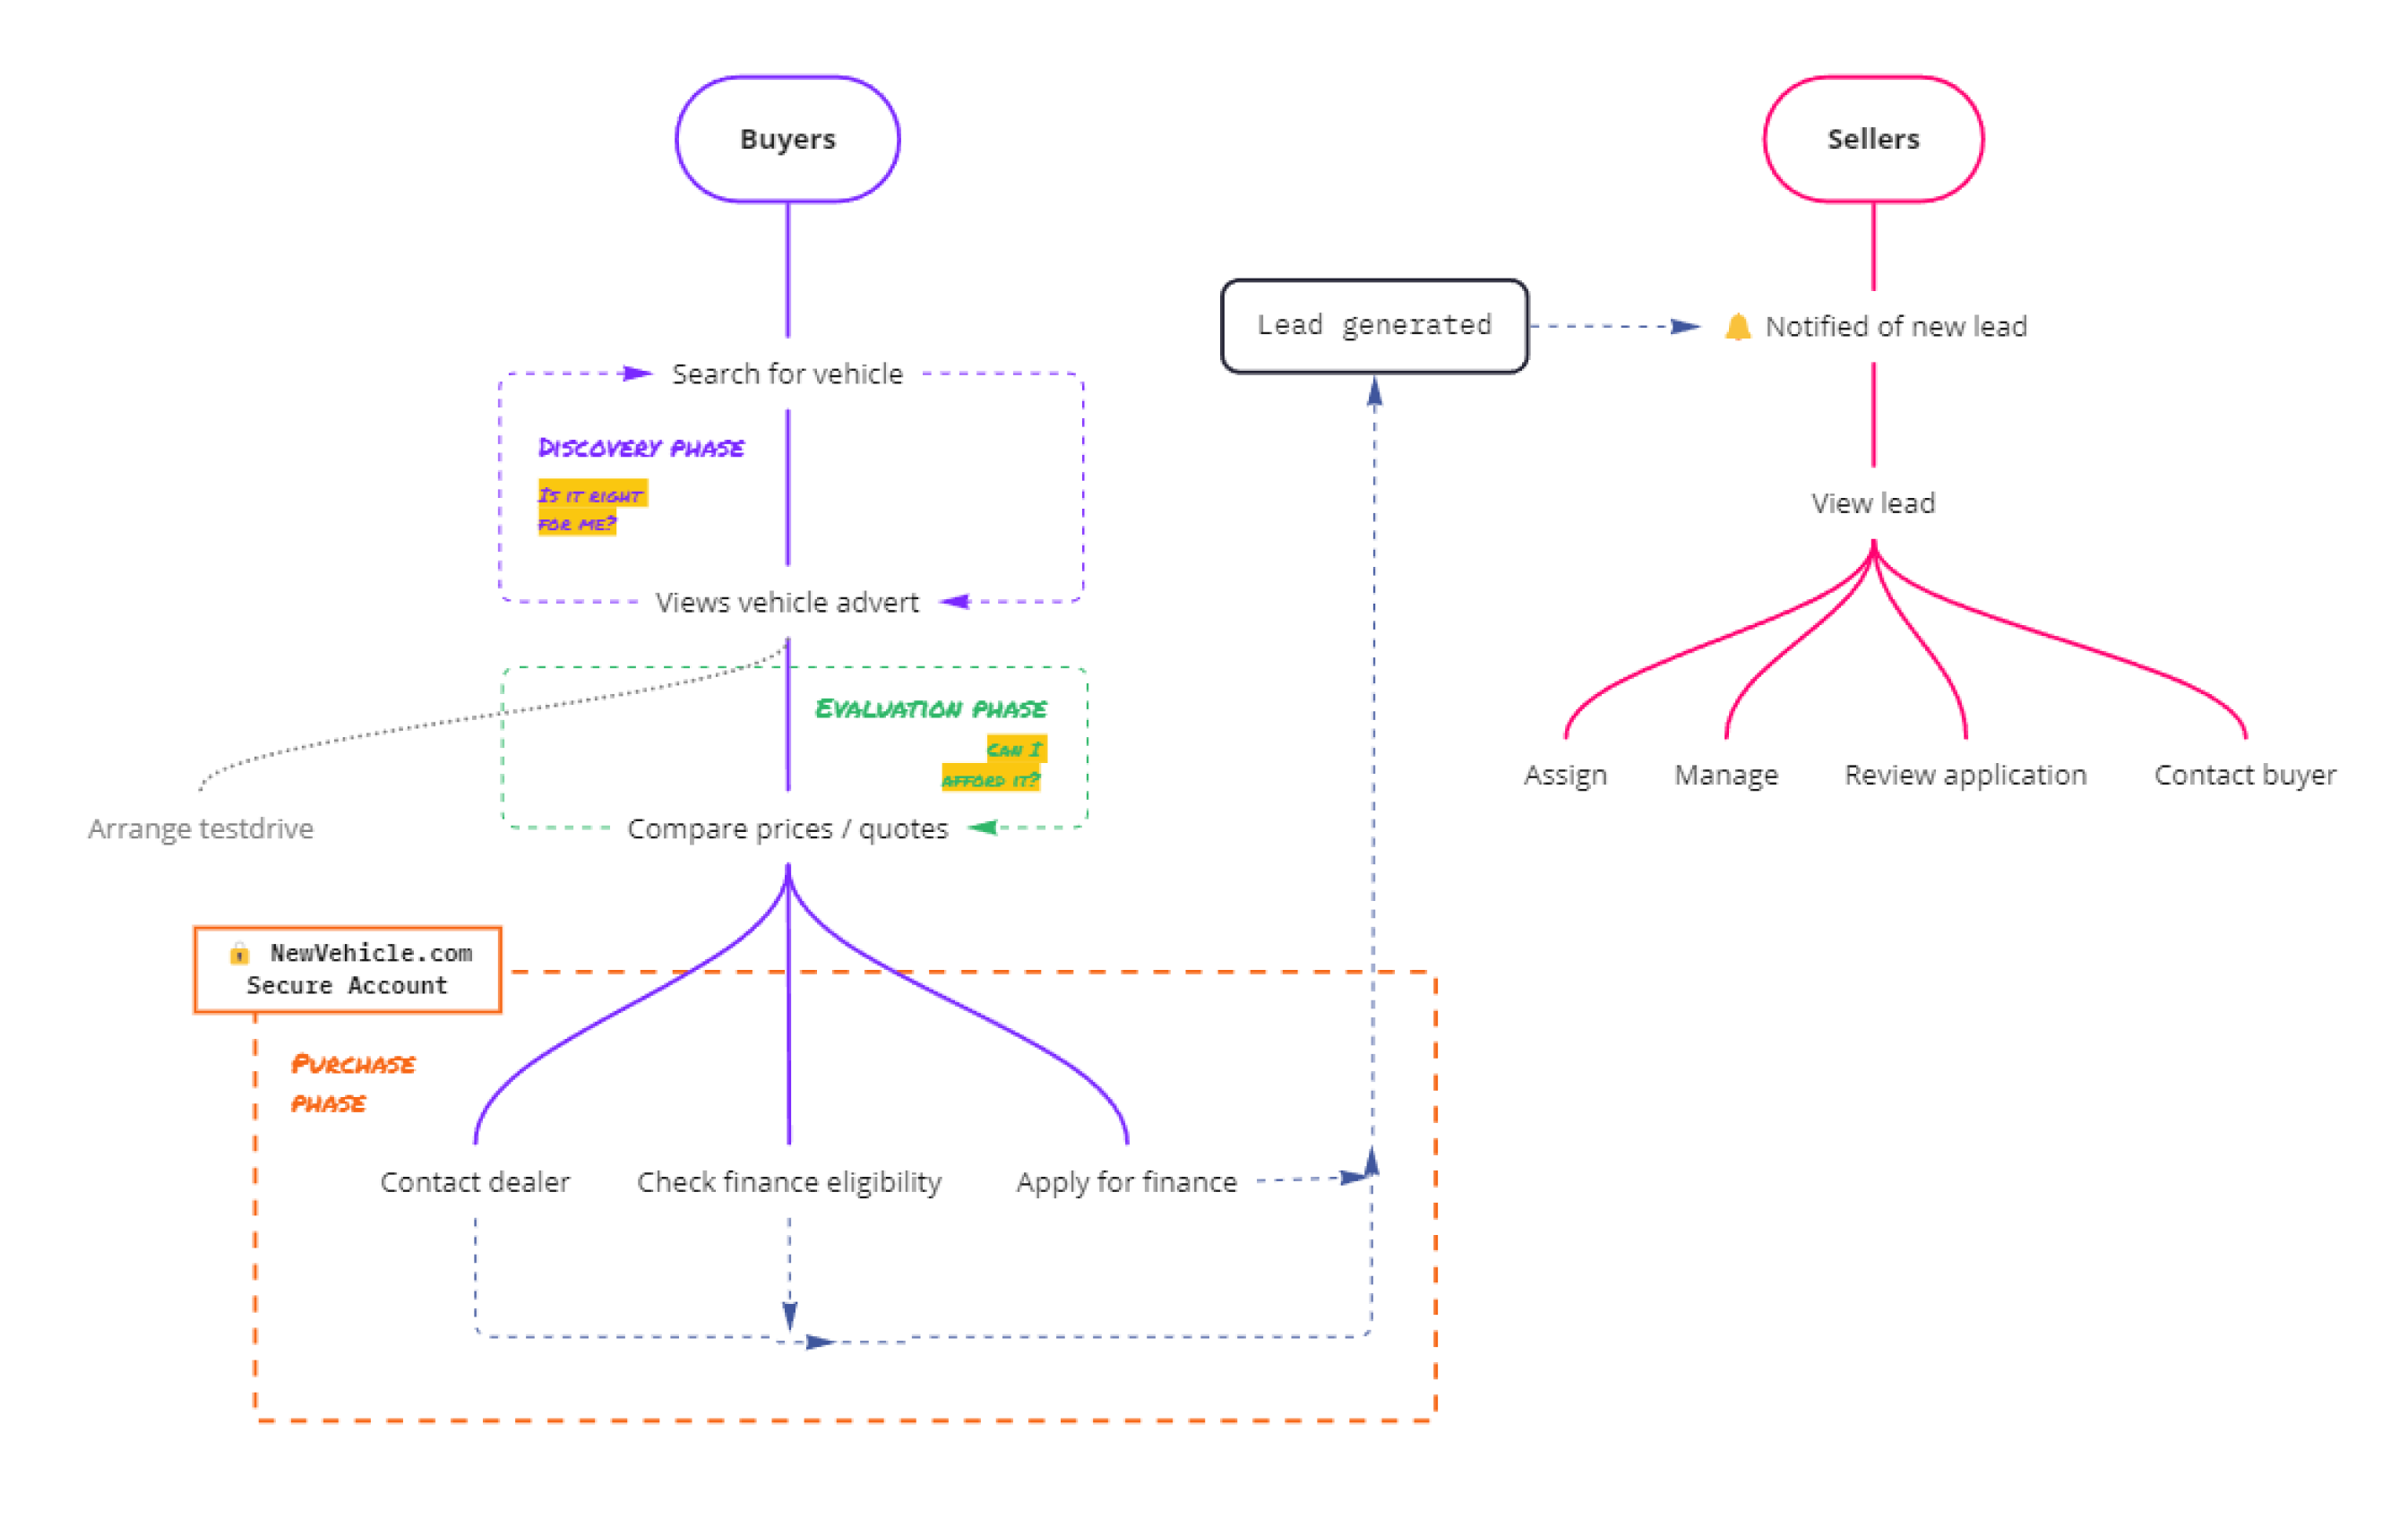 Buyers
Sellers
Lead generated
Notified of new lead
Search for vehicle
Discovery phase
Is it right
for me?
View lead
Views vehicle advert
Evaluation phase
Can I
afford it?
Assign
Manage
Review application
Contact buyer
Arrange testdrive
Compare prices / quotes
NewVehicle.com
Secure Account
Purchase
phase
Contact dealer
Check finance eligibility
Apply for finance